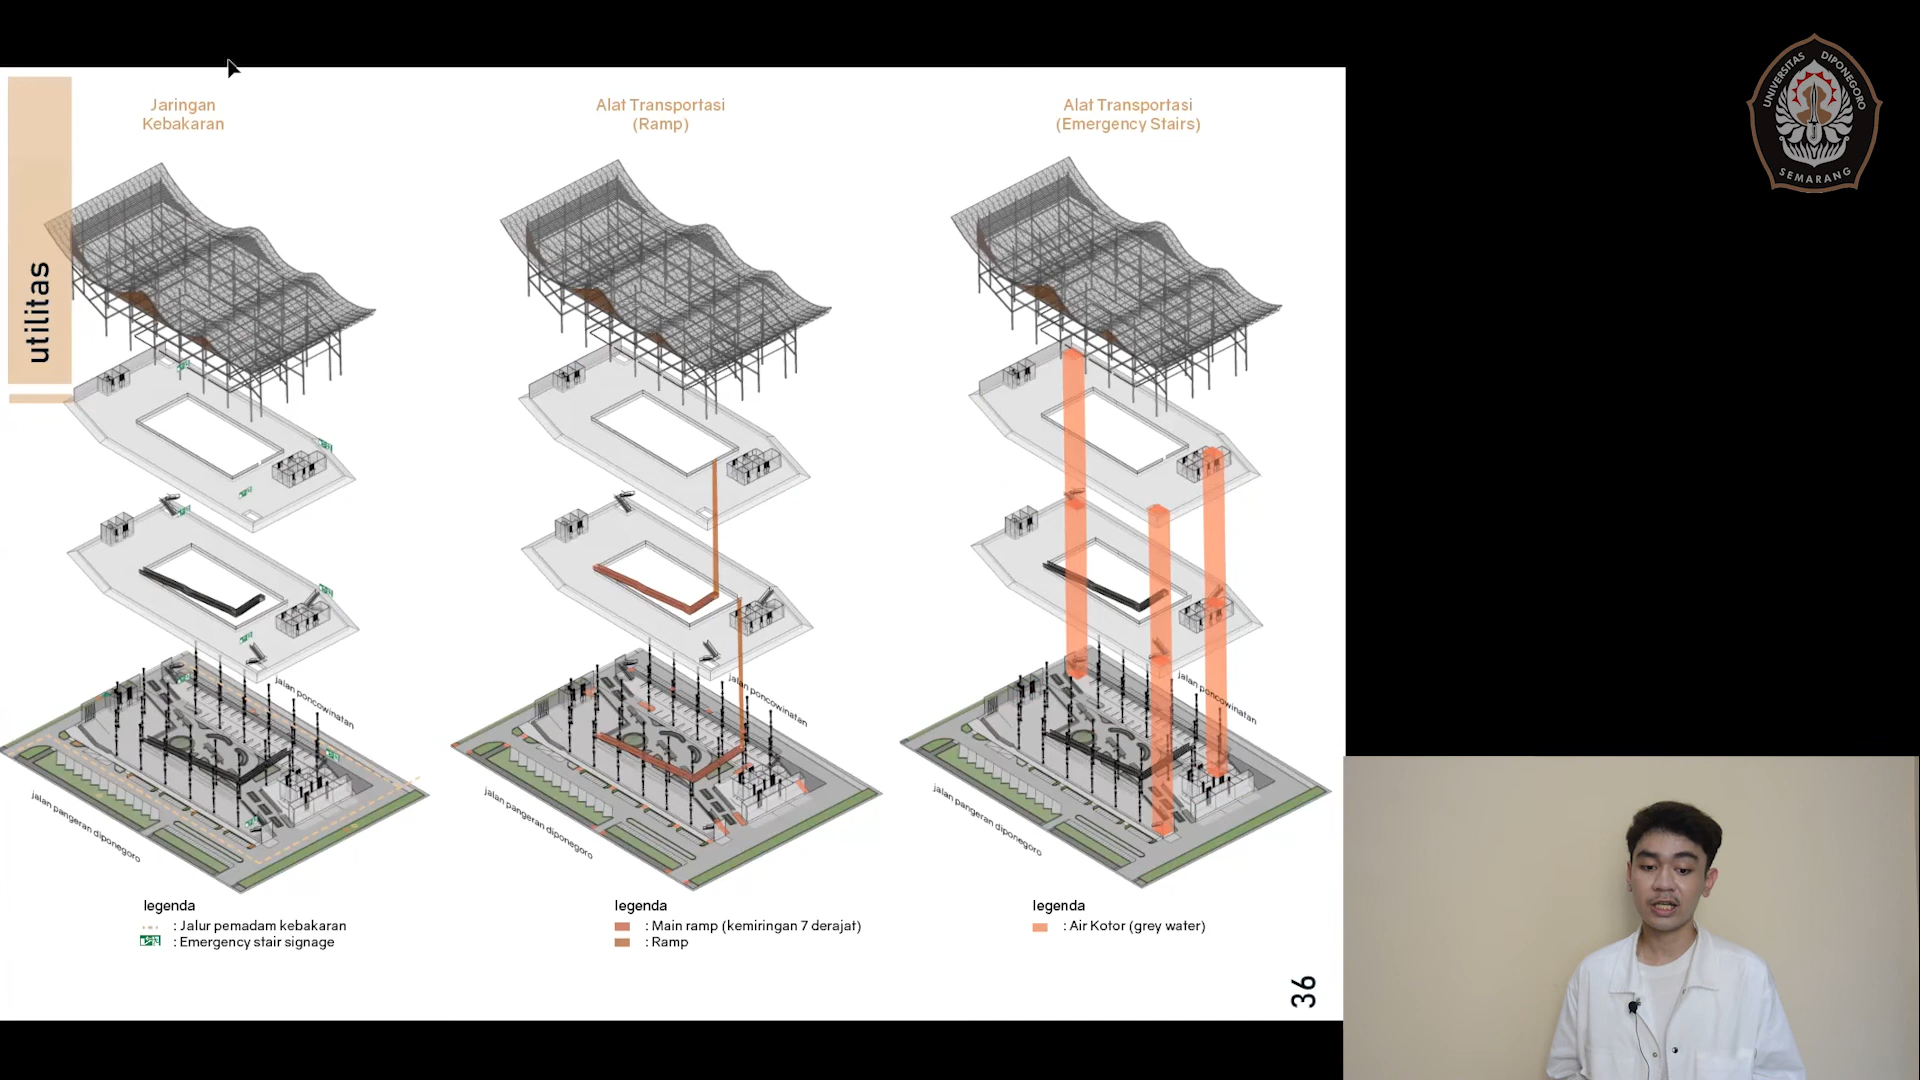 utilitas
Jaringan
Kebakaran
jalan poncowinatan
jalan pangeran diponegoro
legenda
: Jalur pemadam kebakaran
: Emergency stair signage
Alat Transportasi
(Ramp)
jalan poncowinatan
jalan pangeran diponegoro
legenda
: Main ramp (kemiringan 7 derajat)
: Ramp
Alat Transportasi
(Emergency Stairs)
jalan poncowinatan
jalan pangeran diponegoro
legenda
: Air Kotor (grey water)
36
UNIVERSITAS DIPONEGORO
SEMARANG